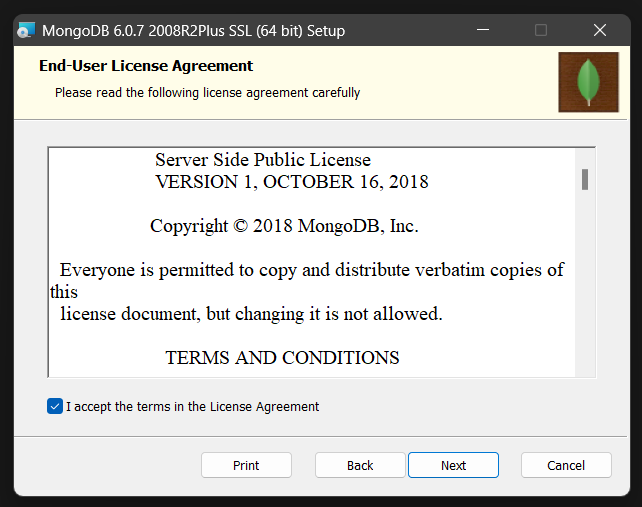 MongoDB 6.0.7 2008R2Plus SSL (64 bit) Setup
End-User License Agreement
Please read the following license agreement carefully
Server Side Public License
VERSION 1, OCTOBER 16, 2018
Copyright © 2018 MongoDB, Inc.
Everyone is permitted to copy and distribute verbatim copies of
this
license document, but changing it is not allowed.
TERMS AND CONDITIONS
I accept the terms in the License Agreement
Print Back Next Cancel